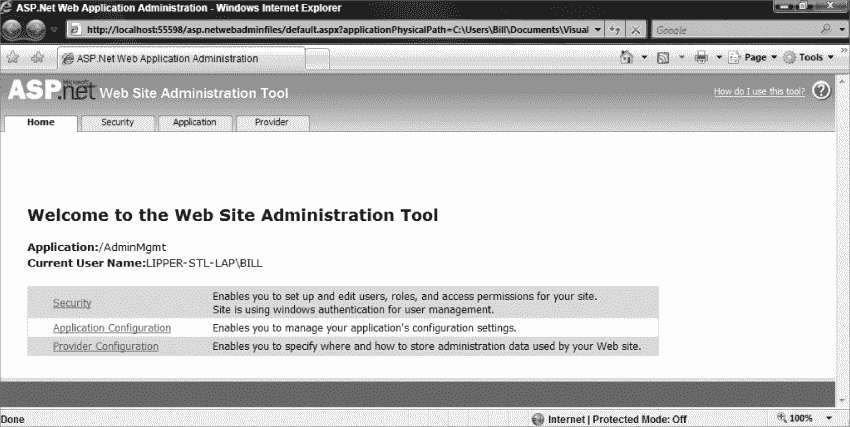 ASP.Net Web Application Administration - Windows Internet Explorer
http://localhost:55598/asp.netwebadminfiles/default.aspx?applicationPhysicalPath=C:\Users\Bill\Documents\Visual
Google
ASP.Net Web Application Administration
Page
Tools
Microsoft
ASP.net Web Site Administration Tool
How do I use this tool?
Home Security Application Provider
Welcome to the Web Site Administration Tool
Application:/AdminMgmt
Current User Name:LIPPER-STL-LAP\BILL
Security Enables you to set up and edit users, roles, and access permissions for your site.
Site is using windows authentication for user management.
Application Configuration Enables you to manage your application's configuration settings.
Provider Configuration Enables you to specify where and how to store administration data used by your Web site.
Done Internet | Protected Mode: Off 100%